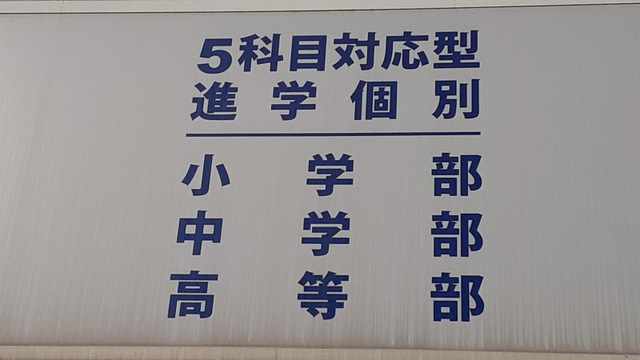 5科目対応型
進学個別
小学部
中学部
高等部